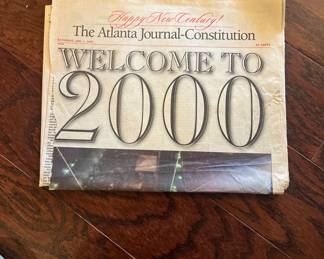 Happy New Century!
The Atlanta Journal-Constitution
WELCOME TO
2000